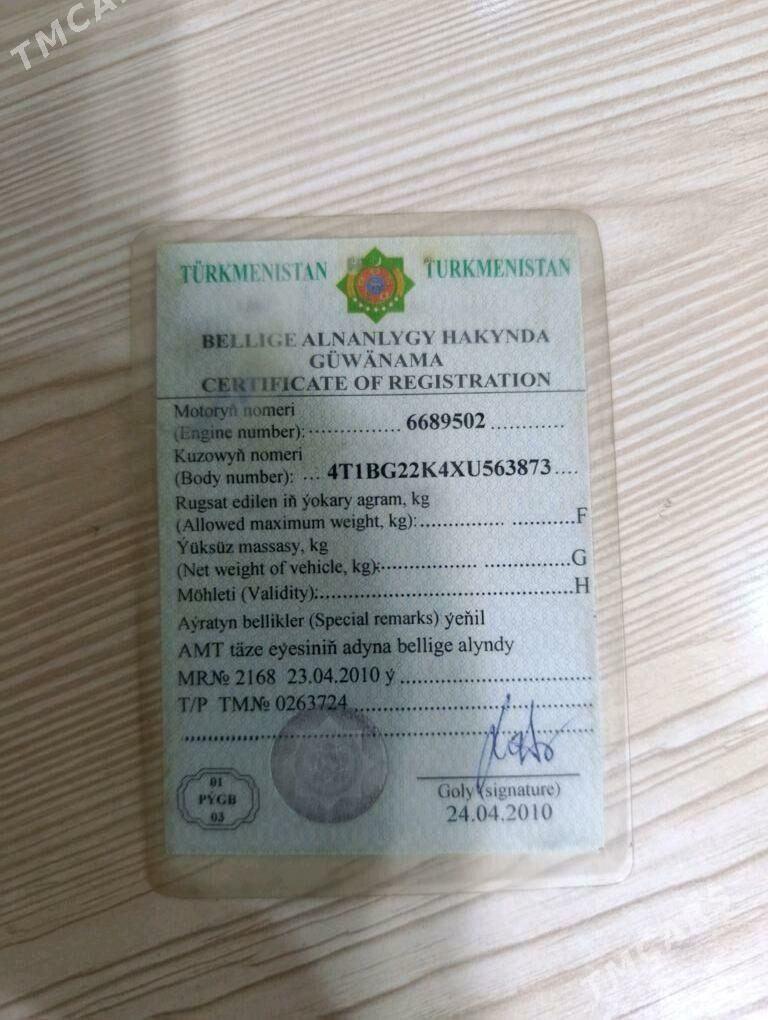 TMCARS
TÜRKMENISTAN TURKMENISTAN
BELLIGE ALNANLYGY HAKYNDA
GÜWÄNAMA
CERTIFICATE OF REGISTRATION
Motoryň nomeri
(Engine number): .................. 6689502 ..............
Kuzowyň nomeri
(Body number): ... 4T1BG22K4XU563873....
Rugsat edilen iň ýokary agram, kg
(Allowed maximum weight, kg):................ ............F
Ýüksüz massasy, kg
(Net weight of vehicle, kg):....................... ................G
Möhleti (Validity):.................................................H
Aýratyn bellikler (Special remarks) ýeňil
AMT täze eýesiniň adyna bellige alyndy
MR№ 2168 23.04.2010 ý ...................................
T/P TM№ 0263724............................................
01
PÝGB
03
Goly (signature)
24.04.2010
TMCARS